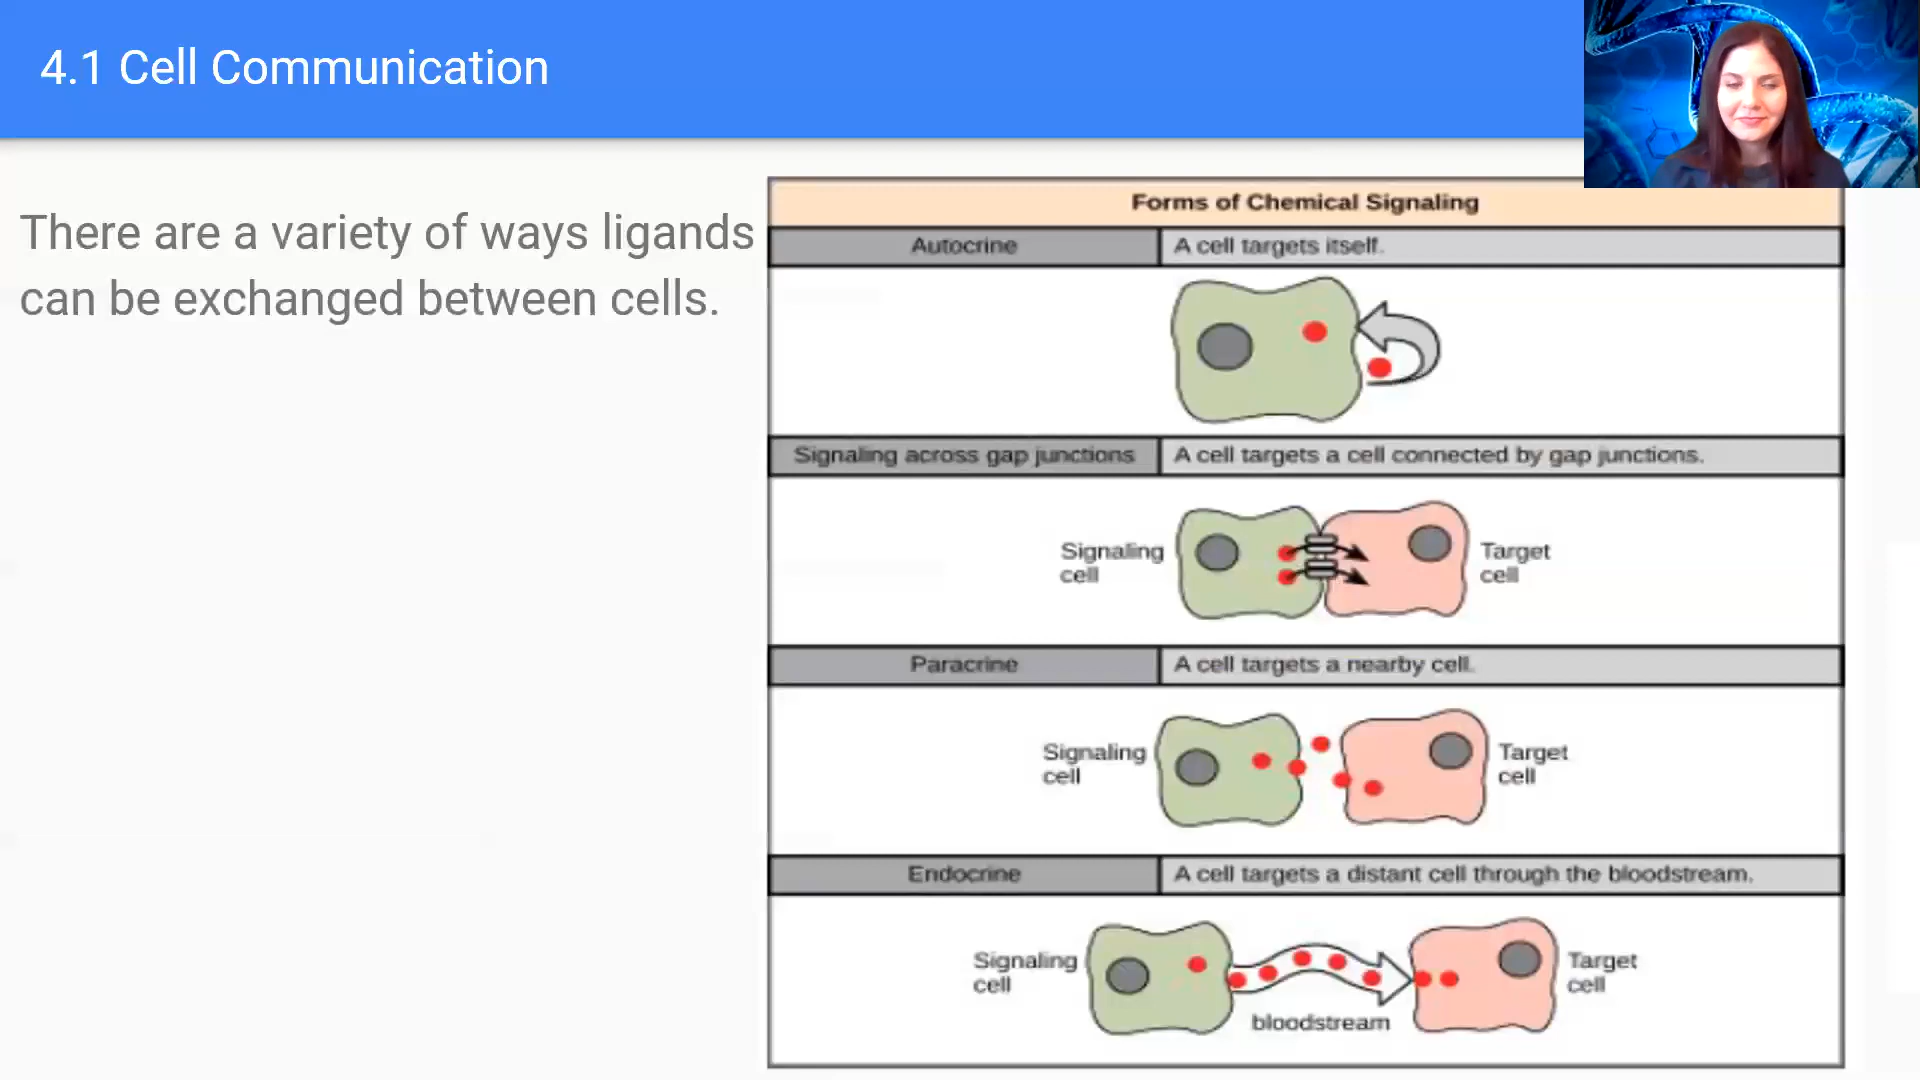 4.1 Cell Communication
There are a variety of ways ligands
can be exchanged between cells.
Forms of Chemical Signaling
Autocrine
A cell targets itself.
Signaling across gap junctions
A cell targets a cell connected by gap junctions.
Signaling
cell
Target
cell
Paracrine
A cell targets a nearby cell.
Signaling
cell
Target
cell
Endocrine
A cell targets a distant cell through the bloodstream.
Signaling
cell
bloodstream
Target
cell